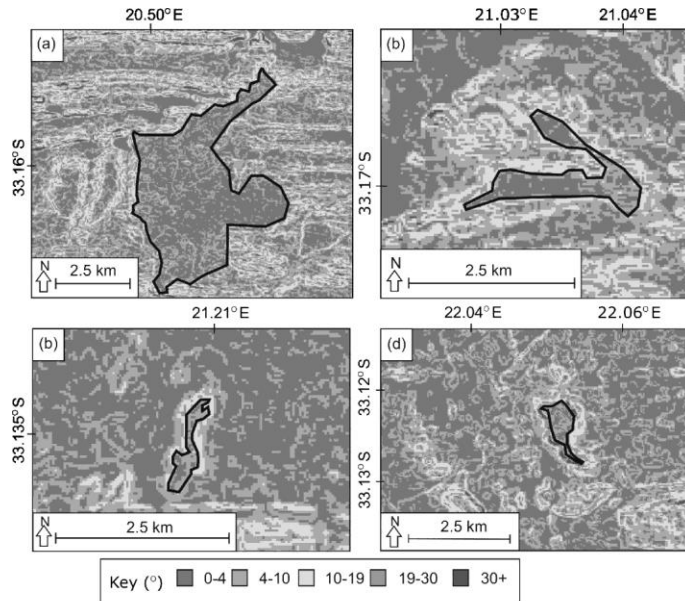 20.50°E
21.03°E 21.04°E
(a)
(b)
33.16°S
33.17°S
N
2.5 km
N
2.5 km
21.21°E
22.04°E 22.06°E
(b)
(d)
33.135°S
33.12°S
33.13°S
N
2.5 km
N
2.5 km
Key (°) 0-4 4-10 10-19 19-30 30+